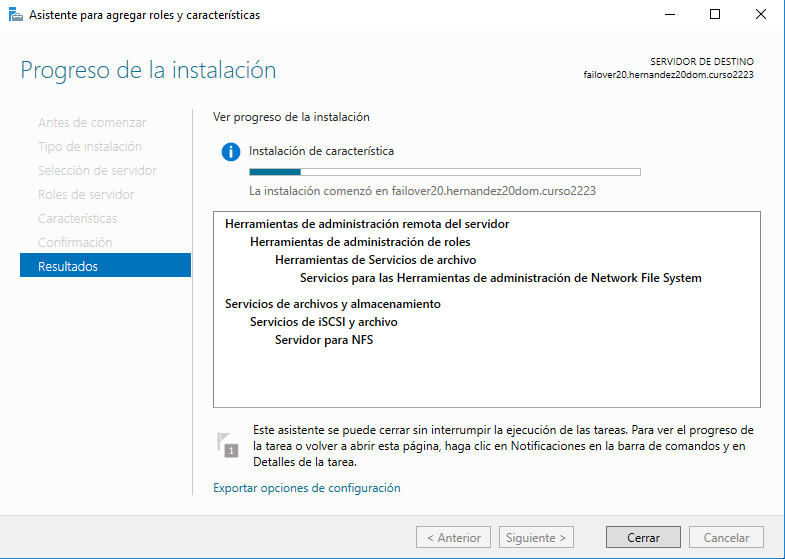 Asistente para agregar roles y características
Progreso de la instalación
SERVIDOR DE DESTINO
failover20.hernandez20dom.curso2223
Antes de comenzar
Tipo de instalación
Selección de servidor
Roles de servidor
Características
Confirmación
Resultados
Ver progreso de la instalación
Instalación de característica
La instalación comenzó en failover20.hernandez20dom.curso2223
Herramientas de administración remota del servidor
Herramientas de administración de roles
Herramientas de Servicios de archivo
Servicios para las Herramientas de administración de Network File System
Servicios de archivos y almacenamiento
Servicios de iSCSI y archivo
Servidor para NFS
1
Este asistente se puede cerrar sin interrumpir la ejecución de las tareas. Para ver el progreso de
la tarea o volver a abrir esta página, haga clic en Notificaciones en la barra de comandos y en
Detalles de la tarea.
Exportar opciones de configuración
< Anterior
Siguiente >
Cerrar
Cancelar